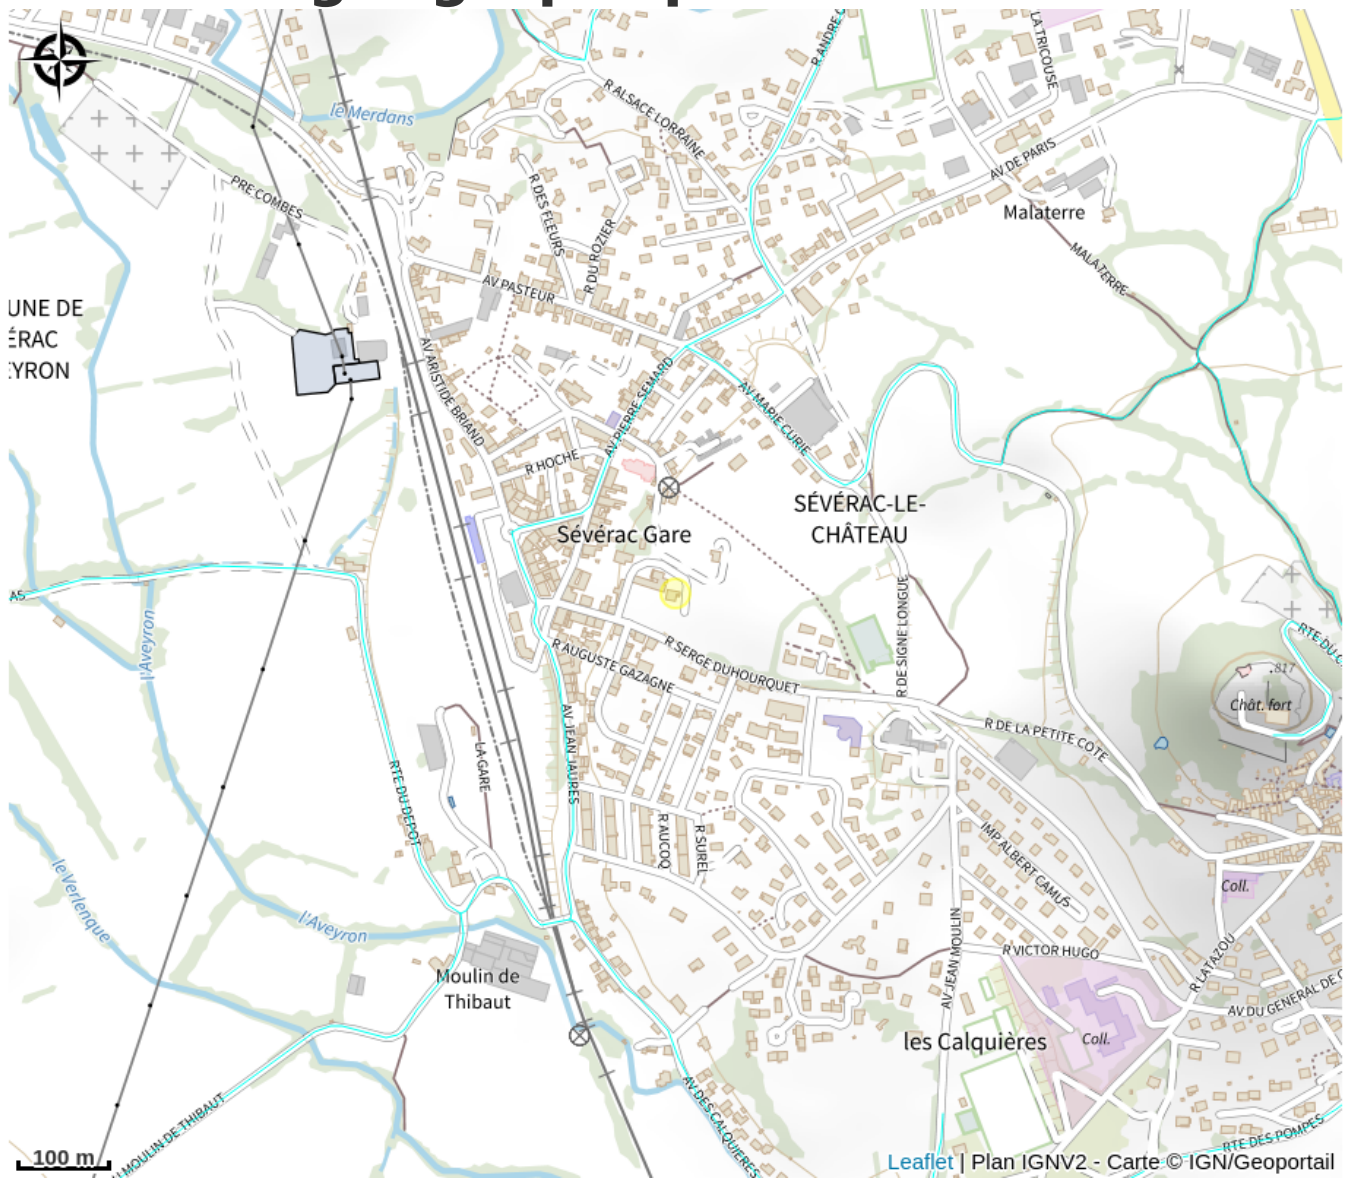 le Merdans
R ALSACE LORRAINE
R ANDRE
LA TRICOUSE
AV DE PARIS
Malaterre
MALATERRE
PRE COMBES
R DES FLEURS
R DU ROZIER
AV PASTEUR
UNE DE
ÉRAC
EYRON
AV ARISTIDE BRIAND
AV PIERRE SEMARD
AV MARIE CURIE
R HOCHE
SÉVÉRAC-LE-
CHÂTEAU
Sévérac Gare
AS
l'Aveyron
R DE SIGNE LONGUE
R SERGE DUHOURQUET
R AUGUSTE GAZAGNE
RTE DU C
817
Chât. fort
R DE LA PETITE COTE
AV JEAN JAURES
LA GARE
RTE DU DEPOT
R AUCOQ
R SUREL
IMP ALBERT CAMUS
Coll.
le Verlenque
l'Aveyron
Moulin de
Thibaut
AV JEAN MOULIN
R VICTOR HUGO
R LATAZOU
AV DU GENERAL DE G
les Calquières
Coll.
AV DES CALQUIERES
U MOULIN DE THIBAUT
RTE DES POMPES
100 m
Leaflet | Plan IGNV2 - Carte © IGN/Geoportail